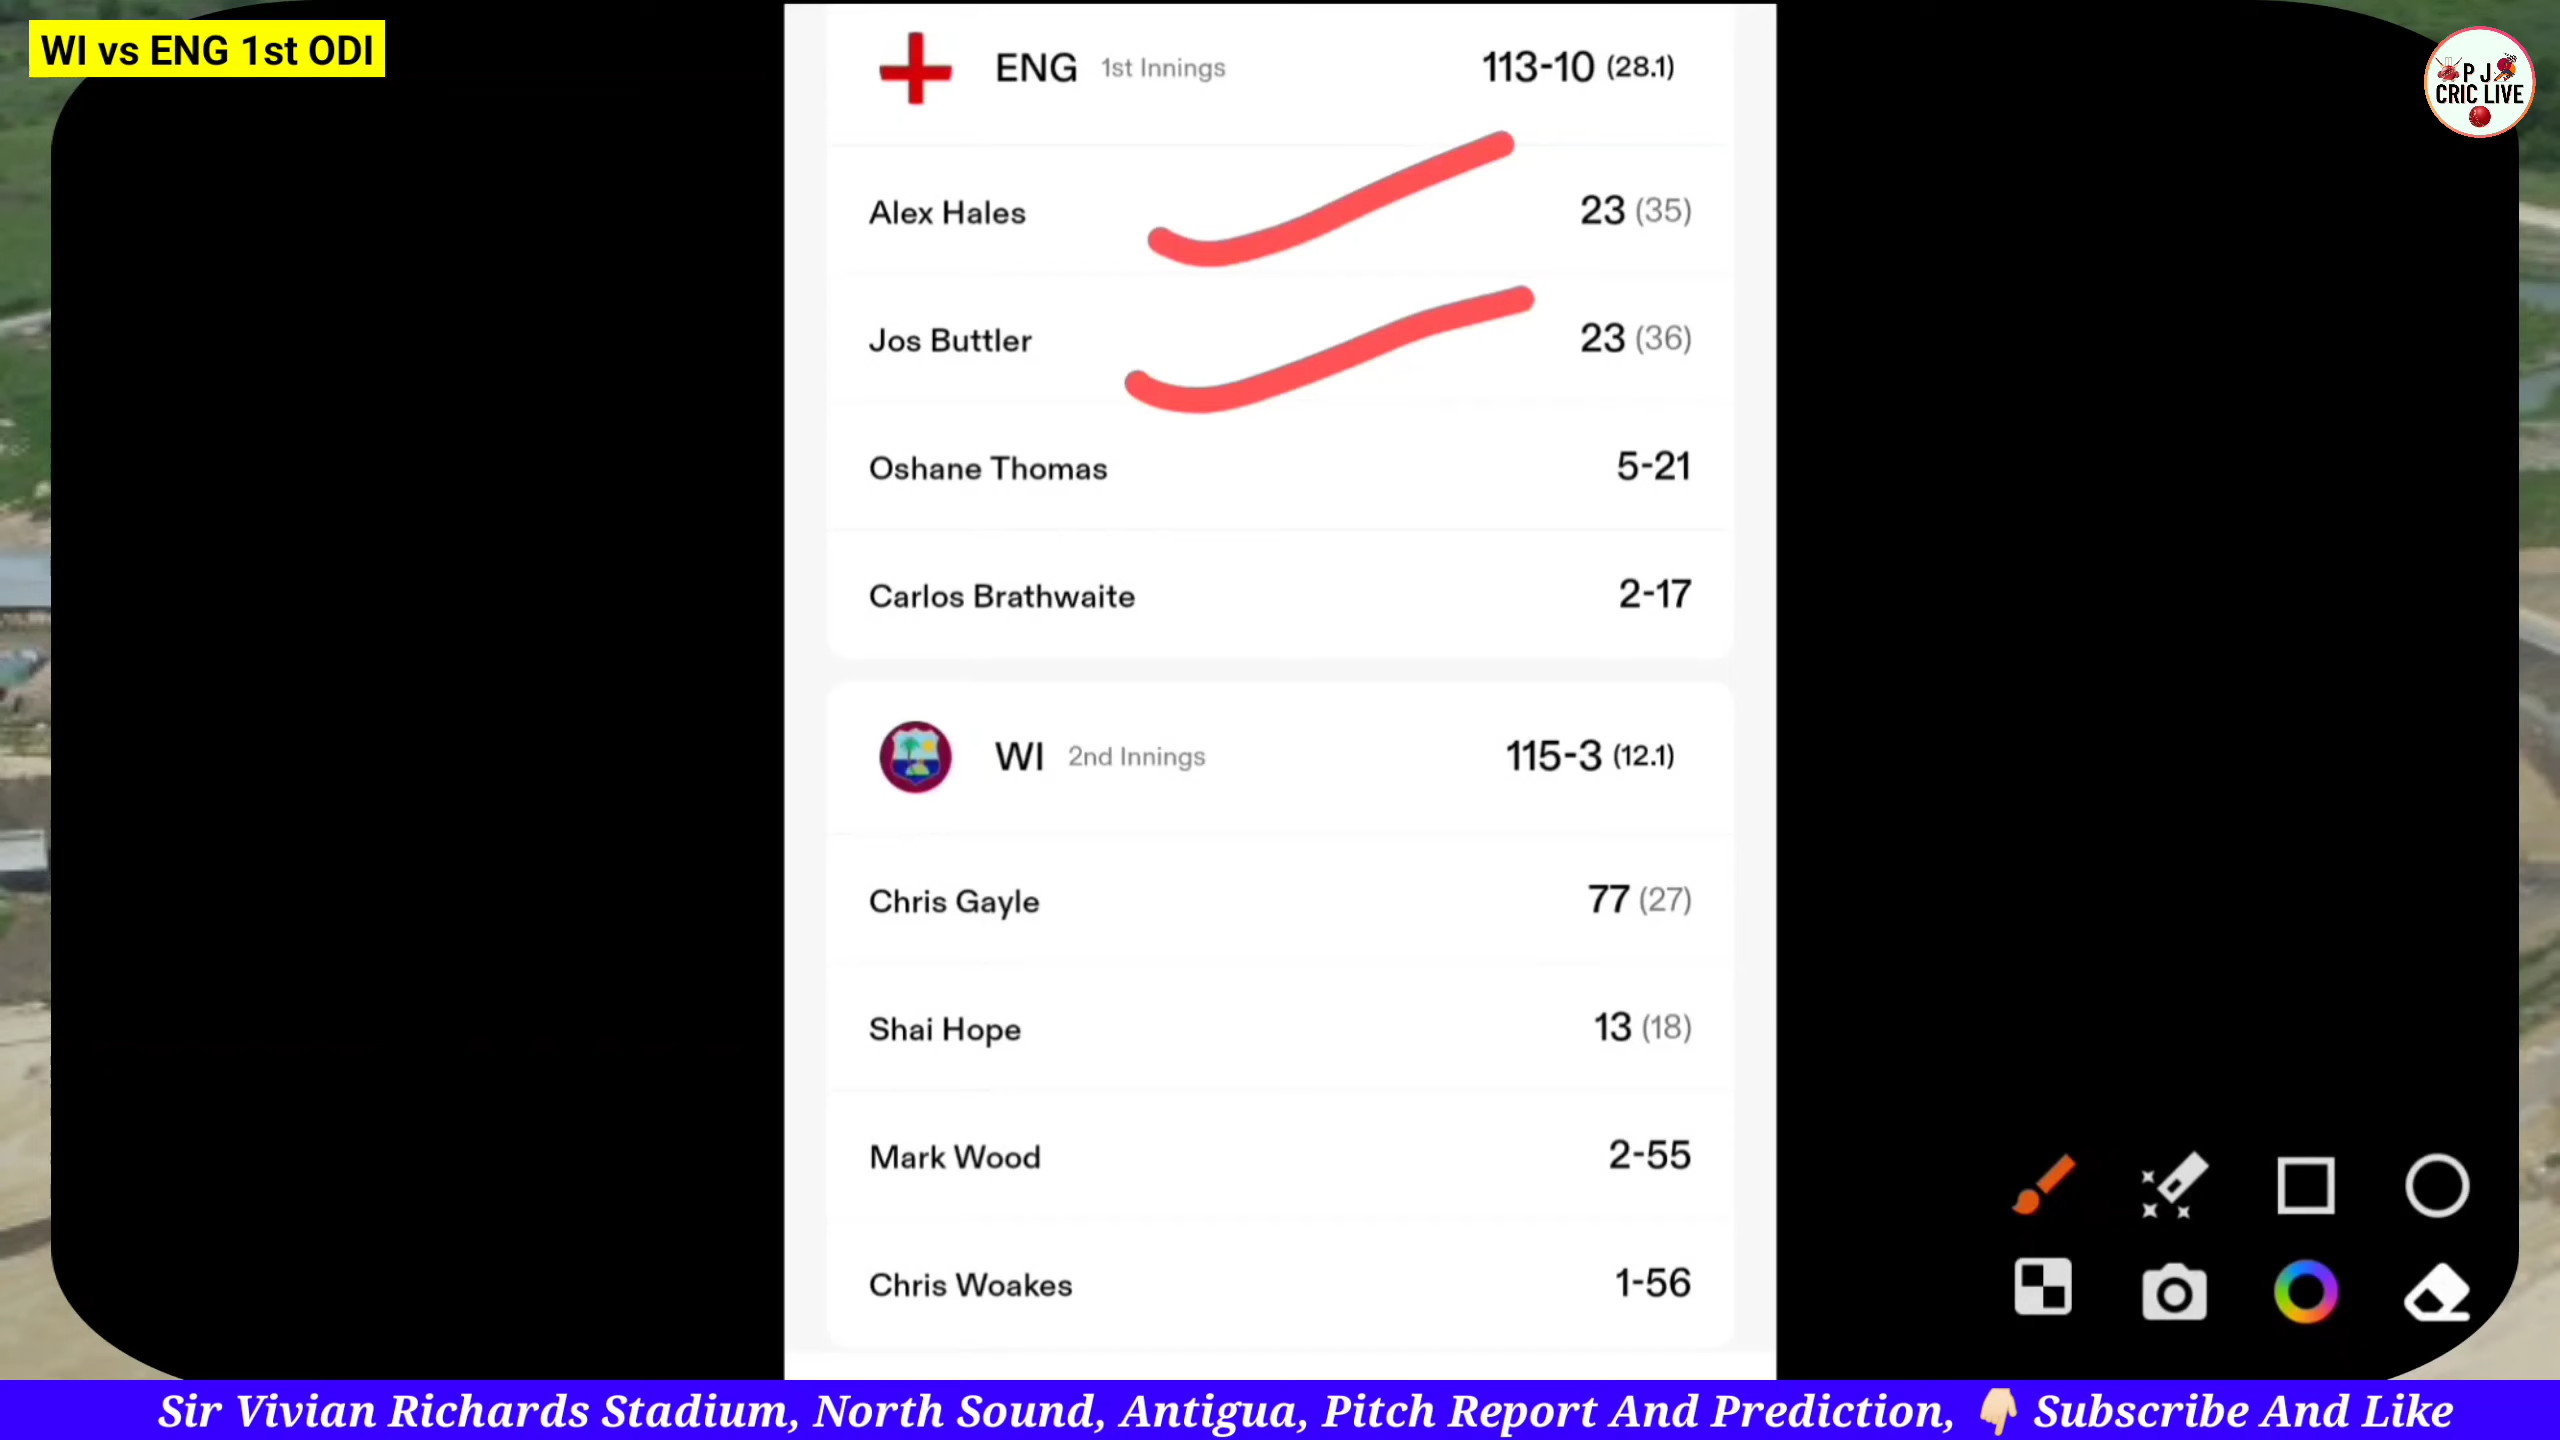 WI vs ENG 1st ODI
P J
CRIC LIVE
ENG 1st Innings 113-10 (28.1)
Alex Hales 23 (35)
Jos Buttler 23 (36)
Oshane Thomas 5-21
Carlos Brathwaite 2-17
WI 2nd Innings 115-3 (12.1)
Chris Gayle 77 (27)
Shai Hope 13 (18)
Mark Wood 2-55
Chris Woakes 1-56
Sir Vivian Richards Stadium, North Sound, Antigua, Pitch Report And Prediction, 👇🏻 Subscribe And Like